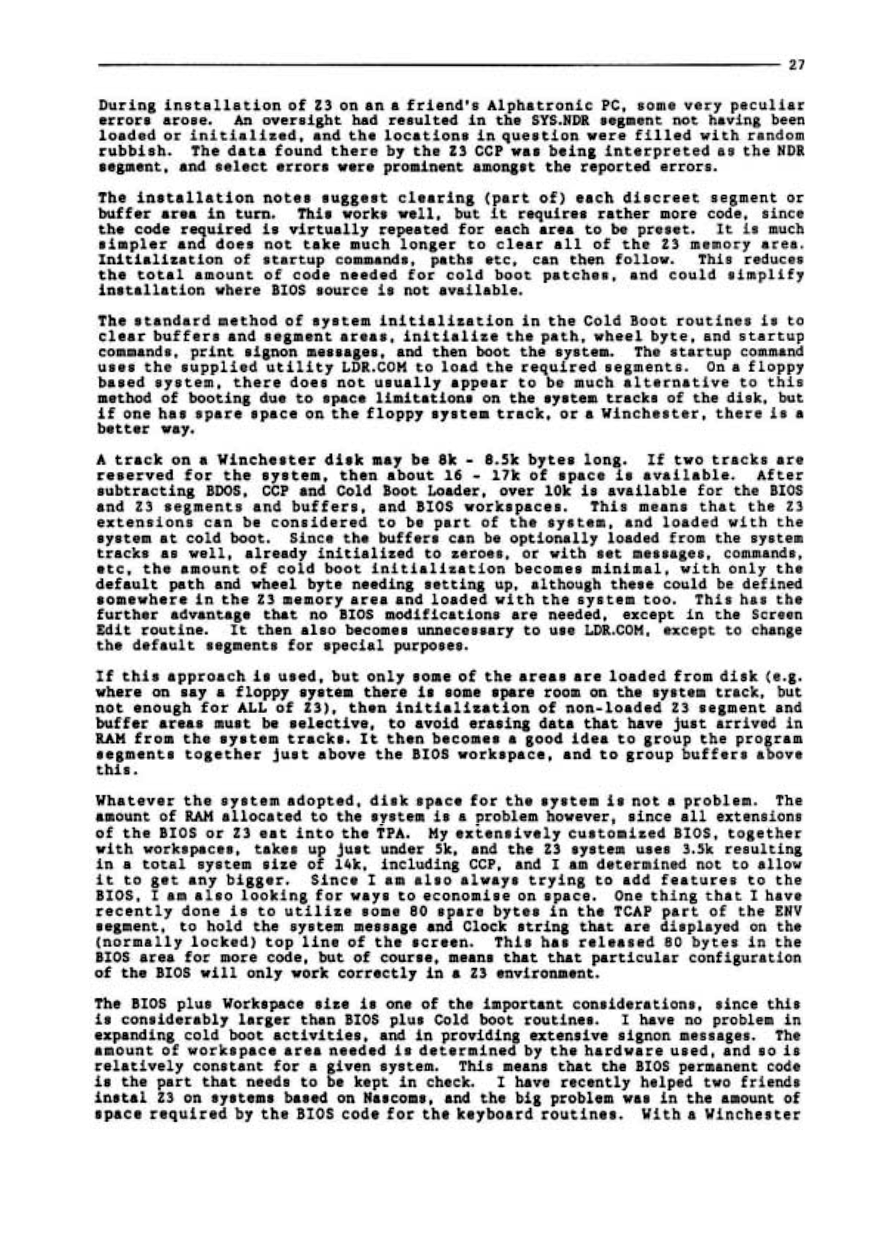 27
During installation of Z3 on an a friend's Alphatronic PC, some very peculiar
errors arose. An oversight had resulted in the SYS.NDR segment not having been
loaded or initialized, and the locations in question were filled with random
rubbish. The data found there by the Z3 CCP was being interpreted as the NDR
segment, and select errors were prominent amongst the reported errors.
The installation notes suggest clearing (part of) each discreet segment or
buffer area in turn. This works well, but it requires rather more code, since
the code required is virtually repeated for each area to be preset. It is much
simpler and does not take much longer to clear all of the Z3 memory area.
Initialization of startup commands, paths etc, can then follow. This reduces
the total amount of code needed for cold boot patches, and could simplify
installation where BIOS source is not available.
The standard method of system initialization in the Cold Boot routines is to
clear buffers and segment areas, initialize the path, wheel byte, and startup
commands, print signon messages, and then boot the system. The startup command
uses the supplied utility LDR.COM to load the required segments. On a floppy
based system, there does not usually appear to be much alternative to this
method of booting due to space limitations on the system tracks of the disk, but
if one has spare space on the floppy system track, or a Winchester, there is a
better way.
A track on a Winchester disk may be 8k - 8.5k bytes long. If two tracks are
reserved for the system, then about 16 - 17k of space is available. After
subtracting BDOS, CCP and Cold Boot Loader, over 10k is available for the BIOS
and Z3 segments and buffers, and BIOS workspaces. This means that the Z3
extensions can be considered to be part of the system, and loaded with the
system at cold boot. Since the buffers can be optionally loaded from the system
tracks as well, already initialized to zeroes, or with set messages, commands,
etc, the amount of cold boot initialization becomes minimal, with only the
default path and wheel byte needing setting up, although these could be defined
somewhere in the Z3 memory area and loaded with the system too. This has the
further advantage that no BIOS modifications are needed, except in the Screen
Edit routine. It then also becomes unnecessary to use LDR.COM, except to change
the default segments for special purposes.
If this approach is used, but only some of the areas are loaded from disk (e.g.
where on say a floppy system there is some spare room on the system track, but
not enough for ALL of Z3), then initialization of non-loaded Z3 segment and
buffer areas must be selective, to avoid erasing data that have just arrived in
RAM from the system tracks. It then becomes a good idea to group the program
segments together just above the BIOS workspace, and to group buffers above
this.
Whatever the system adopted, disk space for the system is not a problem. The
amount of RAM allocated to the system is a problem however, since all extensions
of the BIOS or Z3 eat into the TPA. My extensively customized BIOS, together
with workspaces, takes up just under 5k, and the Z3 system uses 3.5k resulting
in a total system size of 14k, including CCP, and I am determined not to allow
it to get any bigger. Since I am also always trying to add features to the
BIOS, I am also looking for ways to economise on space. One thing that I have
recently done is to utilize some 80 spare bytes in the TCAP part of the ENV
segment, to hold the system message and Clock string that are displayed on the
(normally locked) top line of the screen. This has released 80 bytes in the
BIOS area for more code, but of course, means that that particular configuration
of the BIOS will only work correctly in a Z3 environment.
The BIOS plus Workspace size is one of the important considerations, since this
is considerably larger than BIOS plus Cold boot routines. I have no problem in
expanding cold boot activities, and in providing extensive signon messages. The
amount of workspace area needed is determined by the hardware used, and so is
relatively constant for a given system. This means that the BIOS permanent code
is the part that needs to be kept in check. I have recently helped two friends
instal Z3 on systems based on Nascoms, and the big problem was in the amount of
space required by the BIOS code for the keyboard routines. With a Winchester